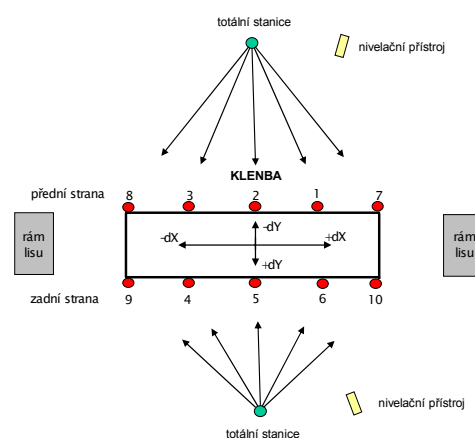 totální stanice
nivelační přístroj
KLENBA
přední strana
8 3 2 1 7
rám
lisu
-dX
-dY
+dX
+dY
rám
lisu
zadní strana
9 4 5 6 10
nivelační přístroj
totální stanice